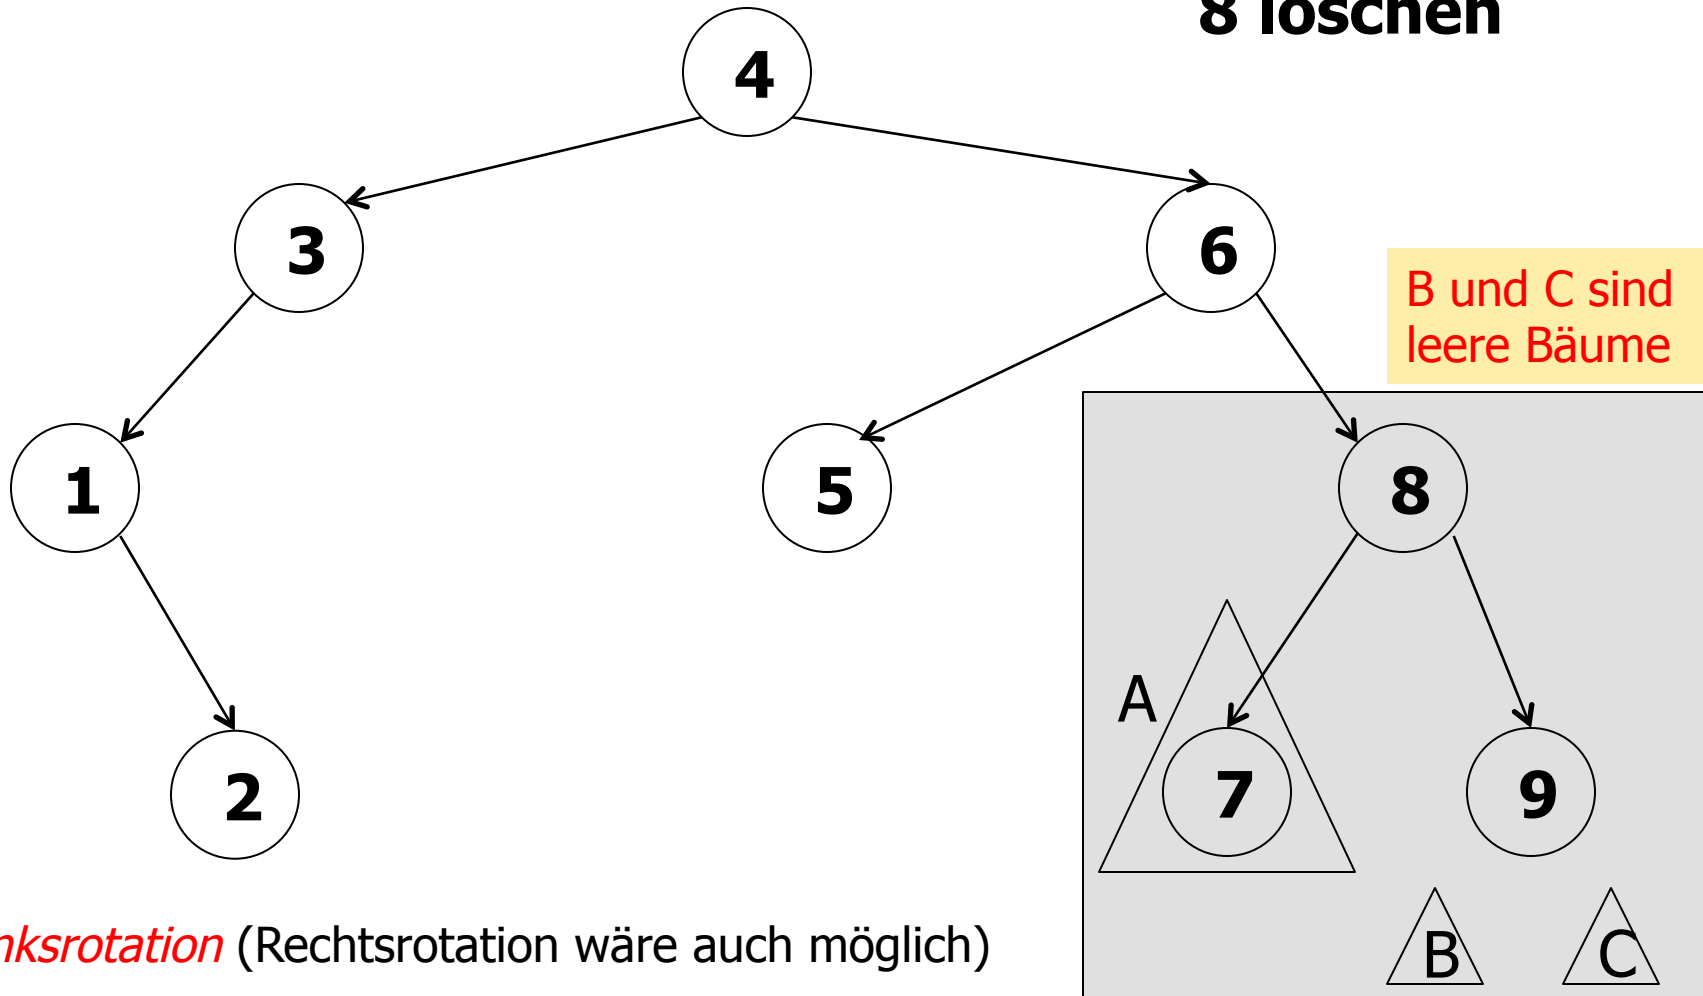 8 löschen
4
3
6
B und C sind
leere Bäume
1
5
8
A
2
7
9
nksrotation (Rechtsrotation wäre auch möglich)
B
C